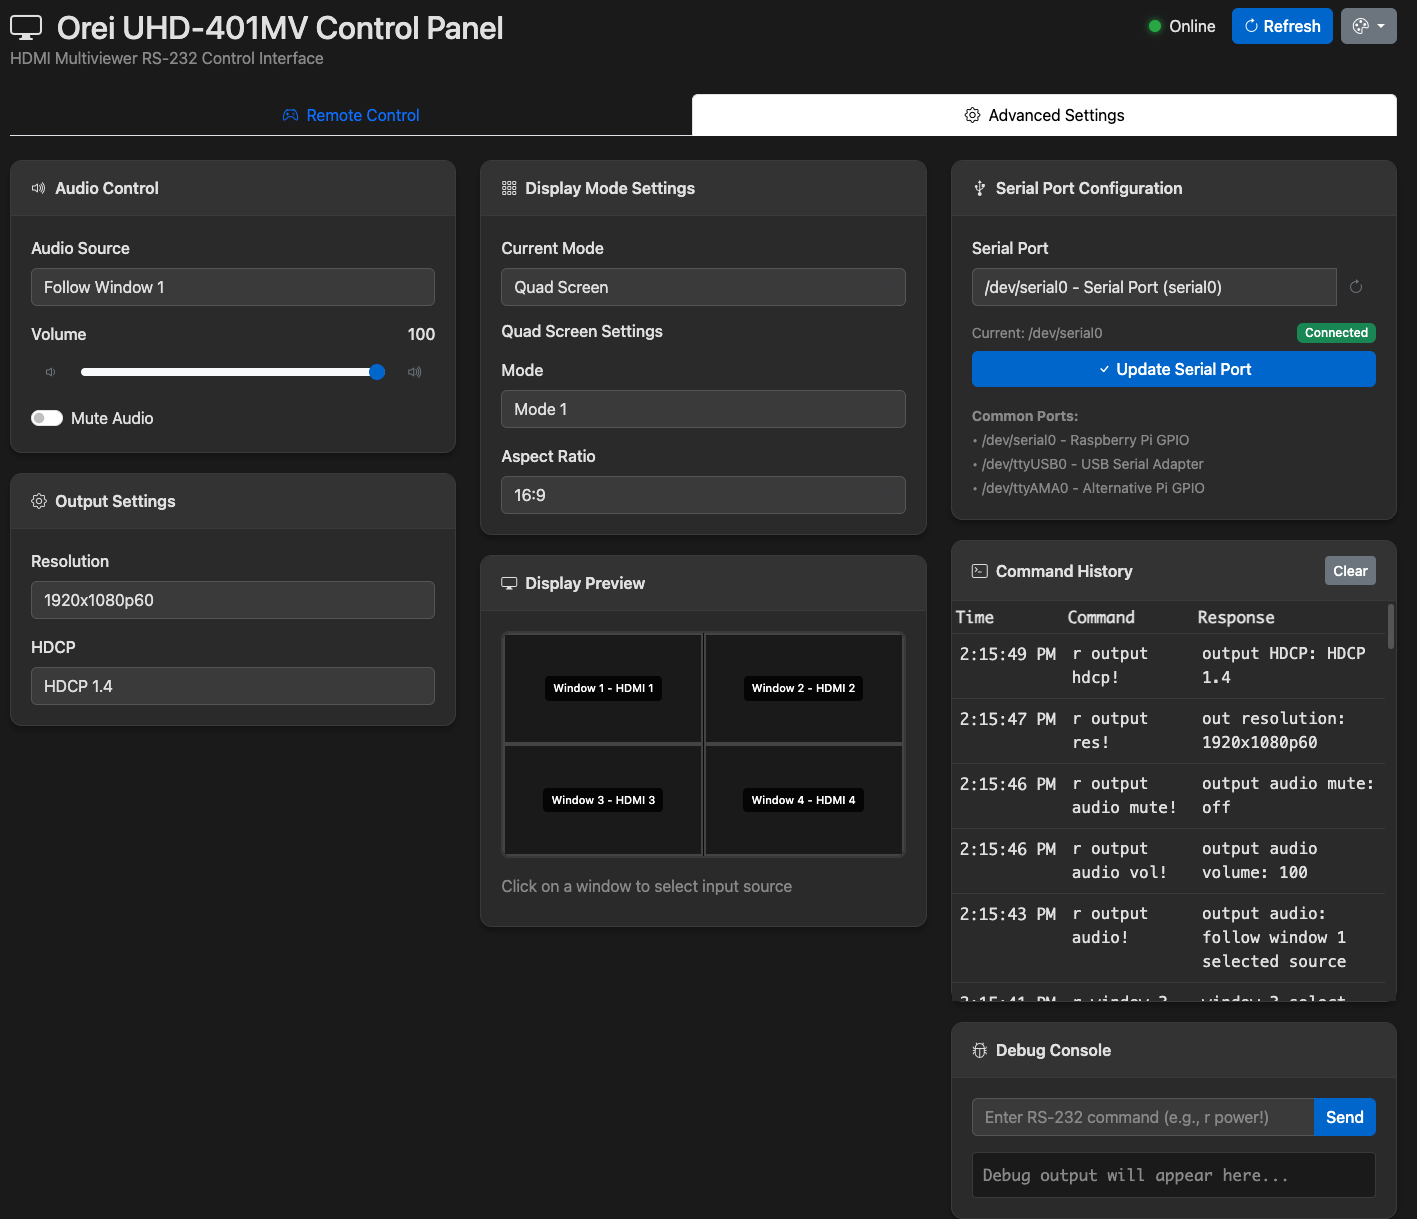 Orei UHD-401MV Control Panel
HDMI Multiviewer RS-232 Control Interface
Online
Refresh
Remote Control
Advanced Settings
Audio Control
Audio Source
Follow Window 1
Volume
100
Mute Audio
Output Settings
Resolution
1920x1080p60
HDCP
HDCP 1.4
Display Mode Settings
Current Mode
Quad Screen
Quad Screen Settings
Mode
Mode 1
Aspect Ratio
16:9
Display Preview
Window 1 - HDMI 1
Window 2 - HDMI 2
Window 3 - HDMI 3
Window 4 - HDMI 4
Click on a window to select input source
Serial Port Configuration
Serial Port
/dev/serial0 - Serial Port (serial0)
Current: /dev/serial0
Connected
Update Serial Port
Common Ports:
• /dev/serial0 - Raspberry Pi GPIO
• /dev/ttyUSB0 - USB Serial Adapter
• /dev/ttyAMA0 - Alternative Pi GPIO
Command History
Clear
Time Command Response
2:15:49 PM r output output HDCP: HDCP
hdcp! 1.4
2:15:47 PM r output out resolution:
res! 1920x1080p60
2:15:46 PM r output output audio mute:
audio mute! off
2:15:46 PM r output output audio
audio vol! volume: 100
2:15:43 PM r output output audio:
audio! follow window 1
selected source
2:15:41 PM r window 3 window 3 select
Debug Console
Enter RS-232 command (e.g., r power!)
Send
Debug output will appear here...